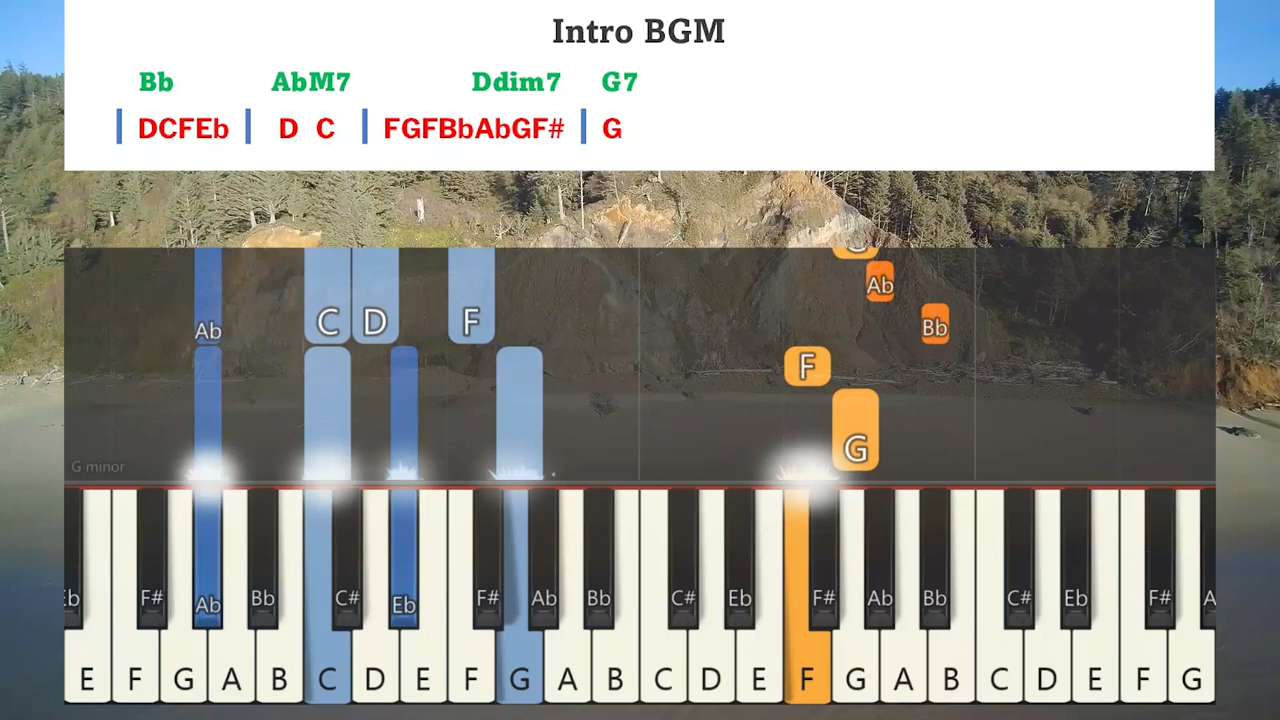 Intro BGM
Bb AbM7 Ddim7 G7
| DCFEb | D C | FGFBbAbGF# | G
Ab
Ab C D F Bb
F
G
G minor
Eb F# Ab Bb C# Eb F# Ab Bb C# Eb F# Ab Bb C# Eb F#
E F G A B C D E F G A B C D E F G A B C D E F G